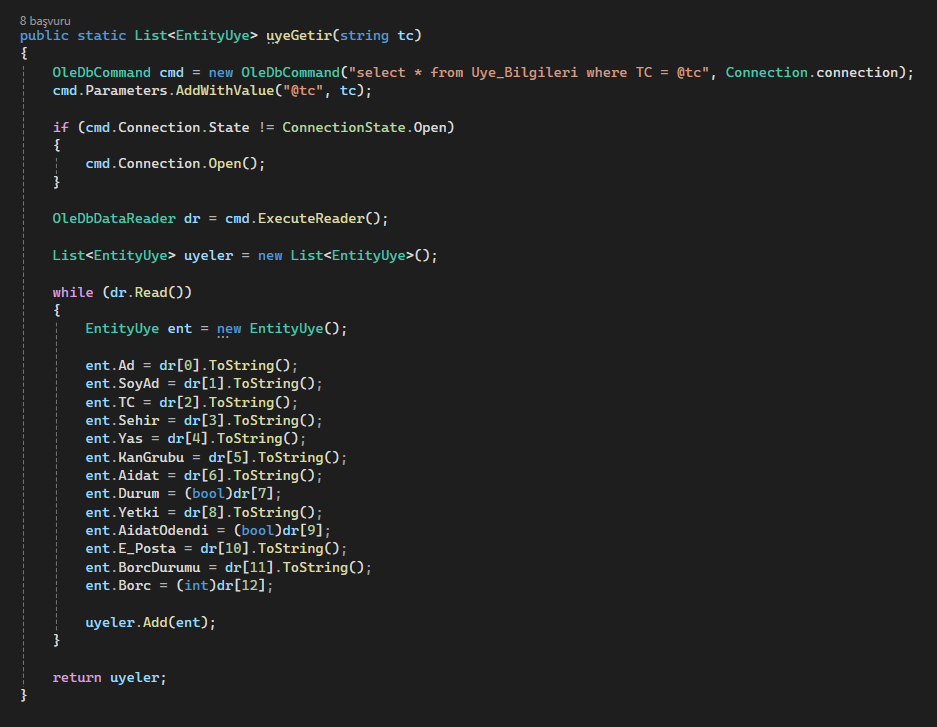 8 başvuru
public static List<EntityUye> uyeGetir(string tc)
{
OleDbCommand cmd = new OleDbCommand("select * from Uye_Bilgileri where TC = @tc", Connection.connection);
cmd.Parameters.AddWithValue("@tc", tc);
if (cmd.Connection.State != ConnectionState.Open)
{
cmd.Connection.Open();
}
OleDbDataReader dr = cmd.ExecuteReader();
List<EntityUye> uyeler = new List<EntityUye>();
while (dr.Read())
{
EntityUye ent = new EntityUye();
ent.Ad = dr[0].ToString();
ent.SoyAd = dr[1].ToString();
ent.TC = dr[2].ToString();
ent.Sehir = dr[3].ToString();
ent.Yas = dr[4].ToString();
ent.KanGrubu = dr[5].ToString();
ent.Aidat = dr[6].ToString();
ent.Durum = (bool)dr[7];
ent.Yetki = dr[8].ToString();
ent.AidatOdendi = (bool)dr[9];
ent.E_Posta = dr[10].ToString();
ent.BorcDurumu = dr[11].ToString();
ent.Borc = (int)dr[12];
uyeler.Add(ent);
}
return uyeler;
}